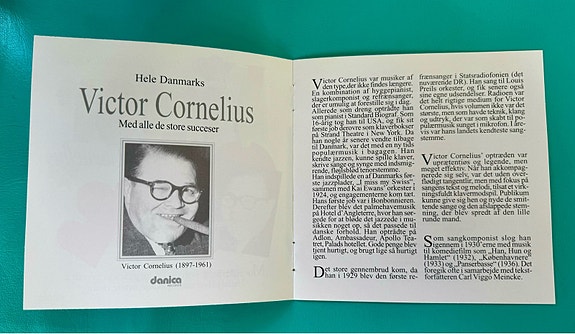 Hele Danmarks
Victor Cornelius
Med alle de store succeser
Victor Cornelius (1897-1961)
danica
Victor Cornelius var musiker af
den type, der ikke findes længere.
En kombination af hyggepianist,
slagerkomponist og refrænsanger,
der er umulig at forestille sig i dag.
Allerede som dreng optrådte han
som pianist i Standard Biograf. Som
16-årig tog han til USA, og fik sit
første job derovre som klaverbokser
på Strand Theatre i New York. Da
han nogle år senere vendte tilbage
til Danmark, var det med en ny tids
populærmusik i bagagen. Han
kendte jazzen, kunne spille klaver,
skrive sange og synge med indsmig-
rende, fløjlsblød tenorstemme.
Han indspillede en af Danmarks før-
ste jazzplader, „I miss my Swiss",
sammen med Kai Ewans' orkester i
1924, og engagementerne kom tæt.
Hans første job var i Bonbonnieren.
Derefter blev det palmehavemusik
på Hotel d'Angleterre, hvor han sør-
gede for at bløde det jazzede i mu-
sikken noget op, så det passede til
danske forhold. Han optrådte på
Adlon, Ambassadeur, Apollo Tea-
tret, Palads hotellet. Gode penge blev
tjent hurtigt, og brugt lige så hurtigt
igen.
Det store gennembrud kom, da
han i 1929 blev den første re-
frænsanger i Statsradiofonien (det
nuværende DR). Han sang til Louis
Preils orkester, og fik senere også
sine egne udsendelser. Radioen var
det helt rigtige medium for Victor
Cornelius, hvis volumen ikke var det
største, men som havde teknik, klang
og udtryk, der var som skabt til po-
pulærmusik sunget i mikrofon. I åre-
vis var hans landets kendteste sang-
stemme.
Victor Cornelius' optræden var
uprætentiøs og legende, men
meget effektiv. Når han akkompag-
nerede sig selv, var det uden over-
flødigt tangentflir, men med fokus på
sangens tekst og melodi, tilsat et virk-
ningsfuldt klavermodspil. Publikum
kunne give sig hen og nyde de smit-
tende sange og den afslappede stem-
ning, der blev spredt af den lille
runde mand.
Som sangkomponist slog han
igennem i 1930'erne med musik
til komediefilm som „Han, Hun og
Hamlet" (1932), „Københavnere"
(1933) og „Panserbasse" (1936). Det
foregik ofte i samarbejde med tekst-
forfatteren Carl Viggo Meincke.